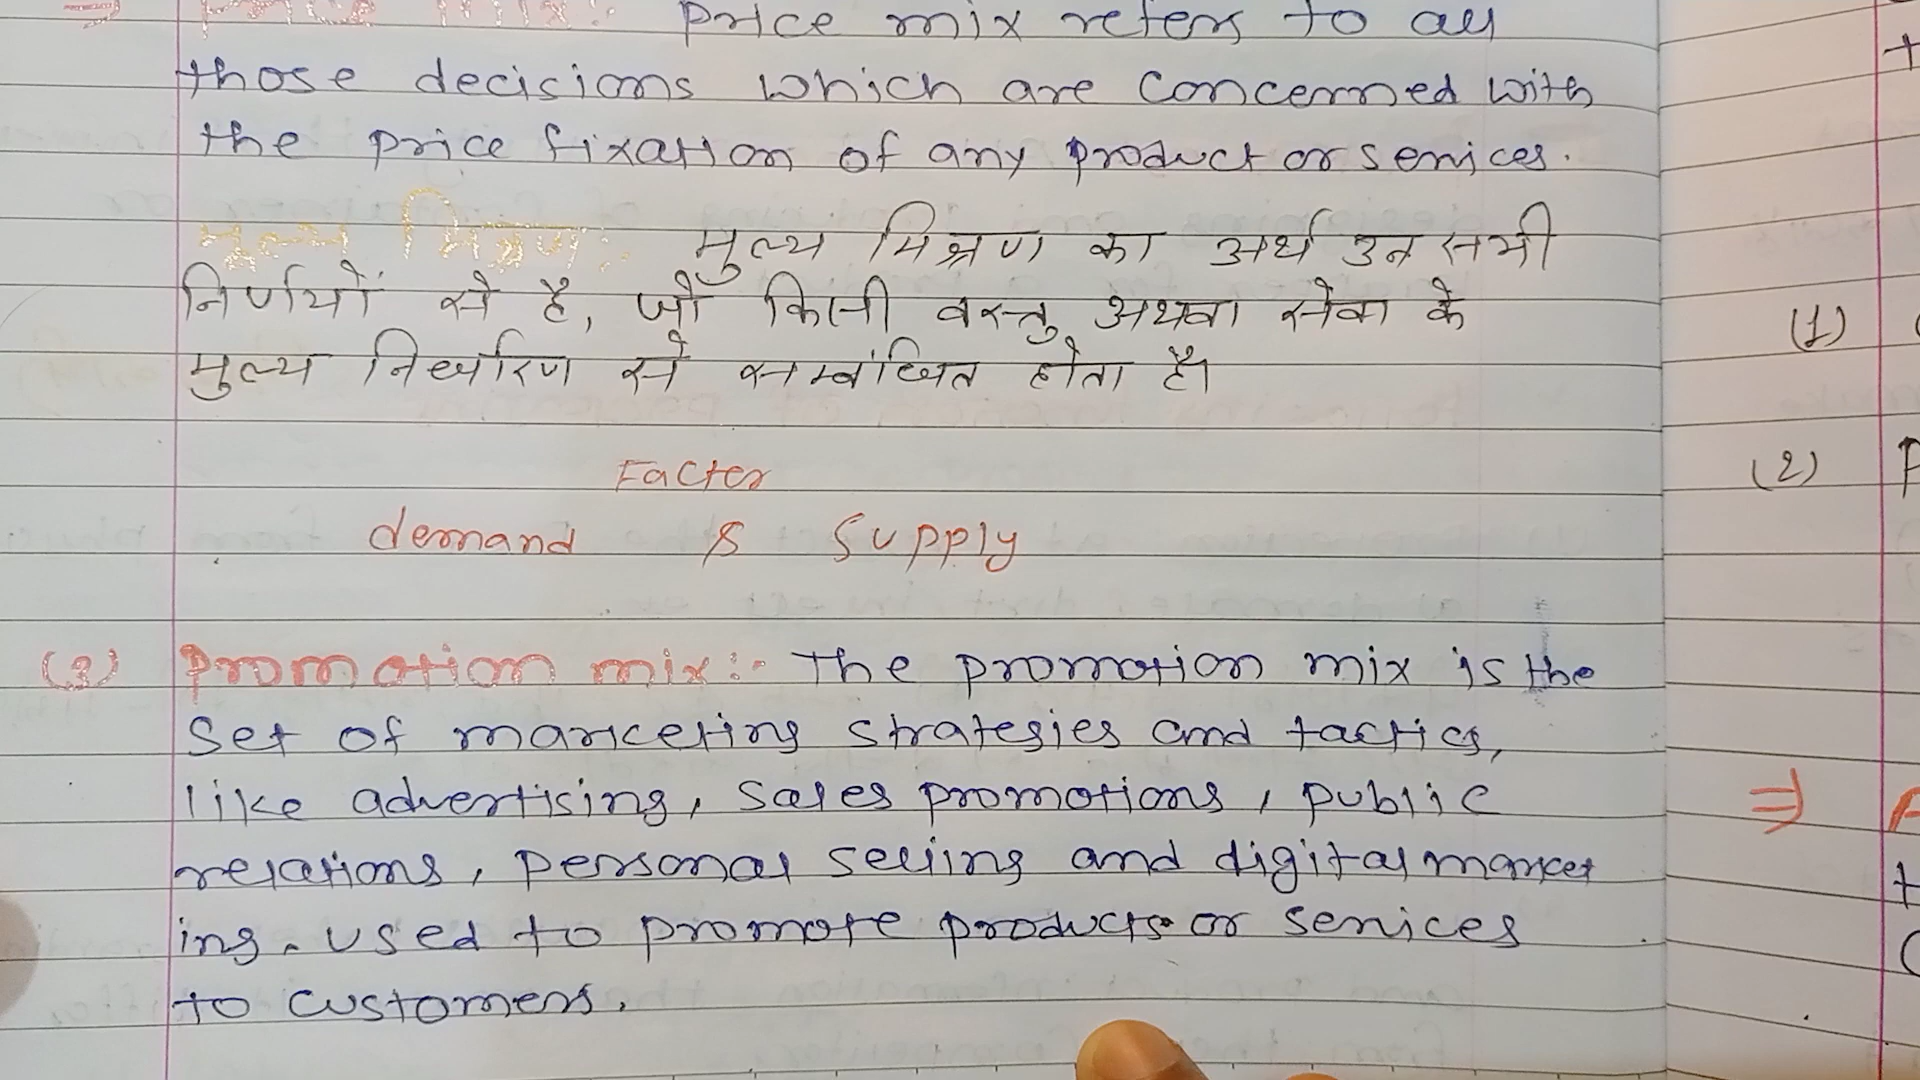 ⇒ Price mix:- Price mix refers to all
those decisions which are concerned with
the price fixation of any product or services.
मुल्य मिश्रण:- मुल्य मिश्रण का अर्थ उन सभी
निर्णयों से है, जो किसी वस्तु अथवा सेवा के
मुल्य निर्धारण से सम्बंधित होता है।
Facter
demand & Supply
(3) Promotion mix:- The promotion mix is the
set of marketing strategies and tactics,
like advertising, sales promotions, public
relations, personal selling and digital market
ing. used to promote products or services
to customers.
(1)
(2)
⇒